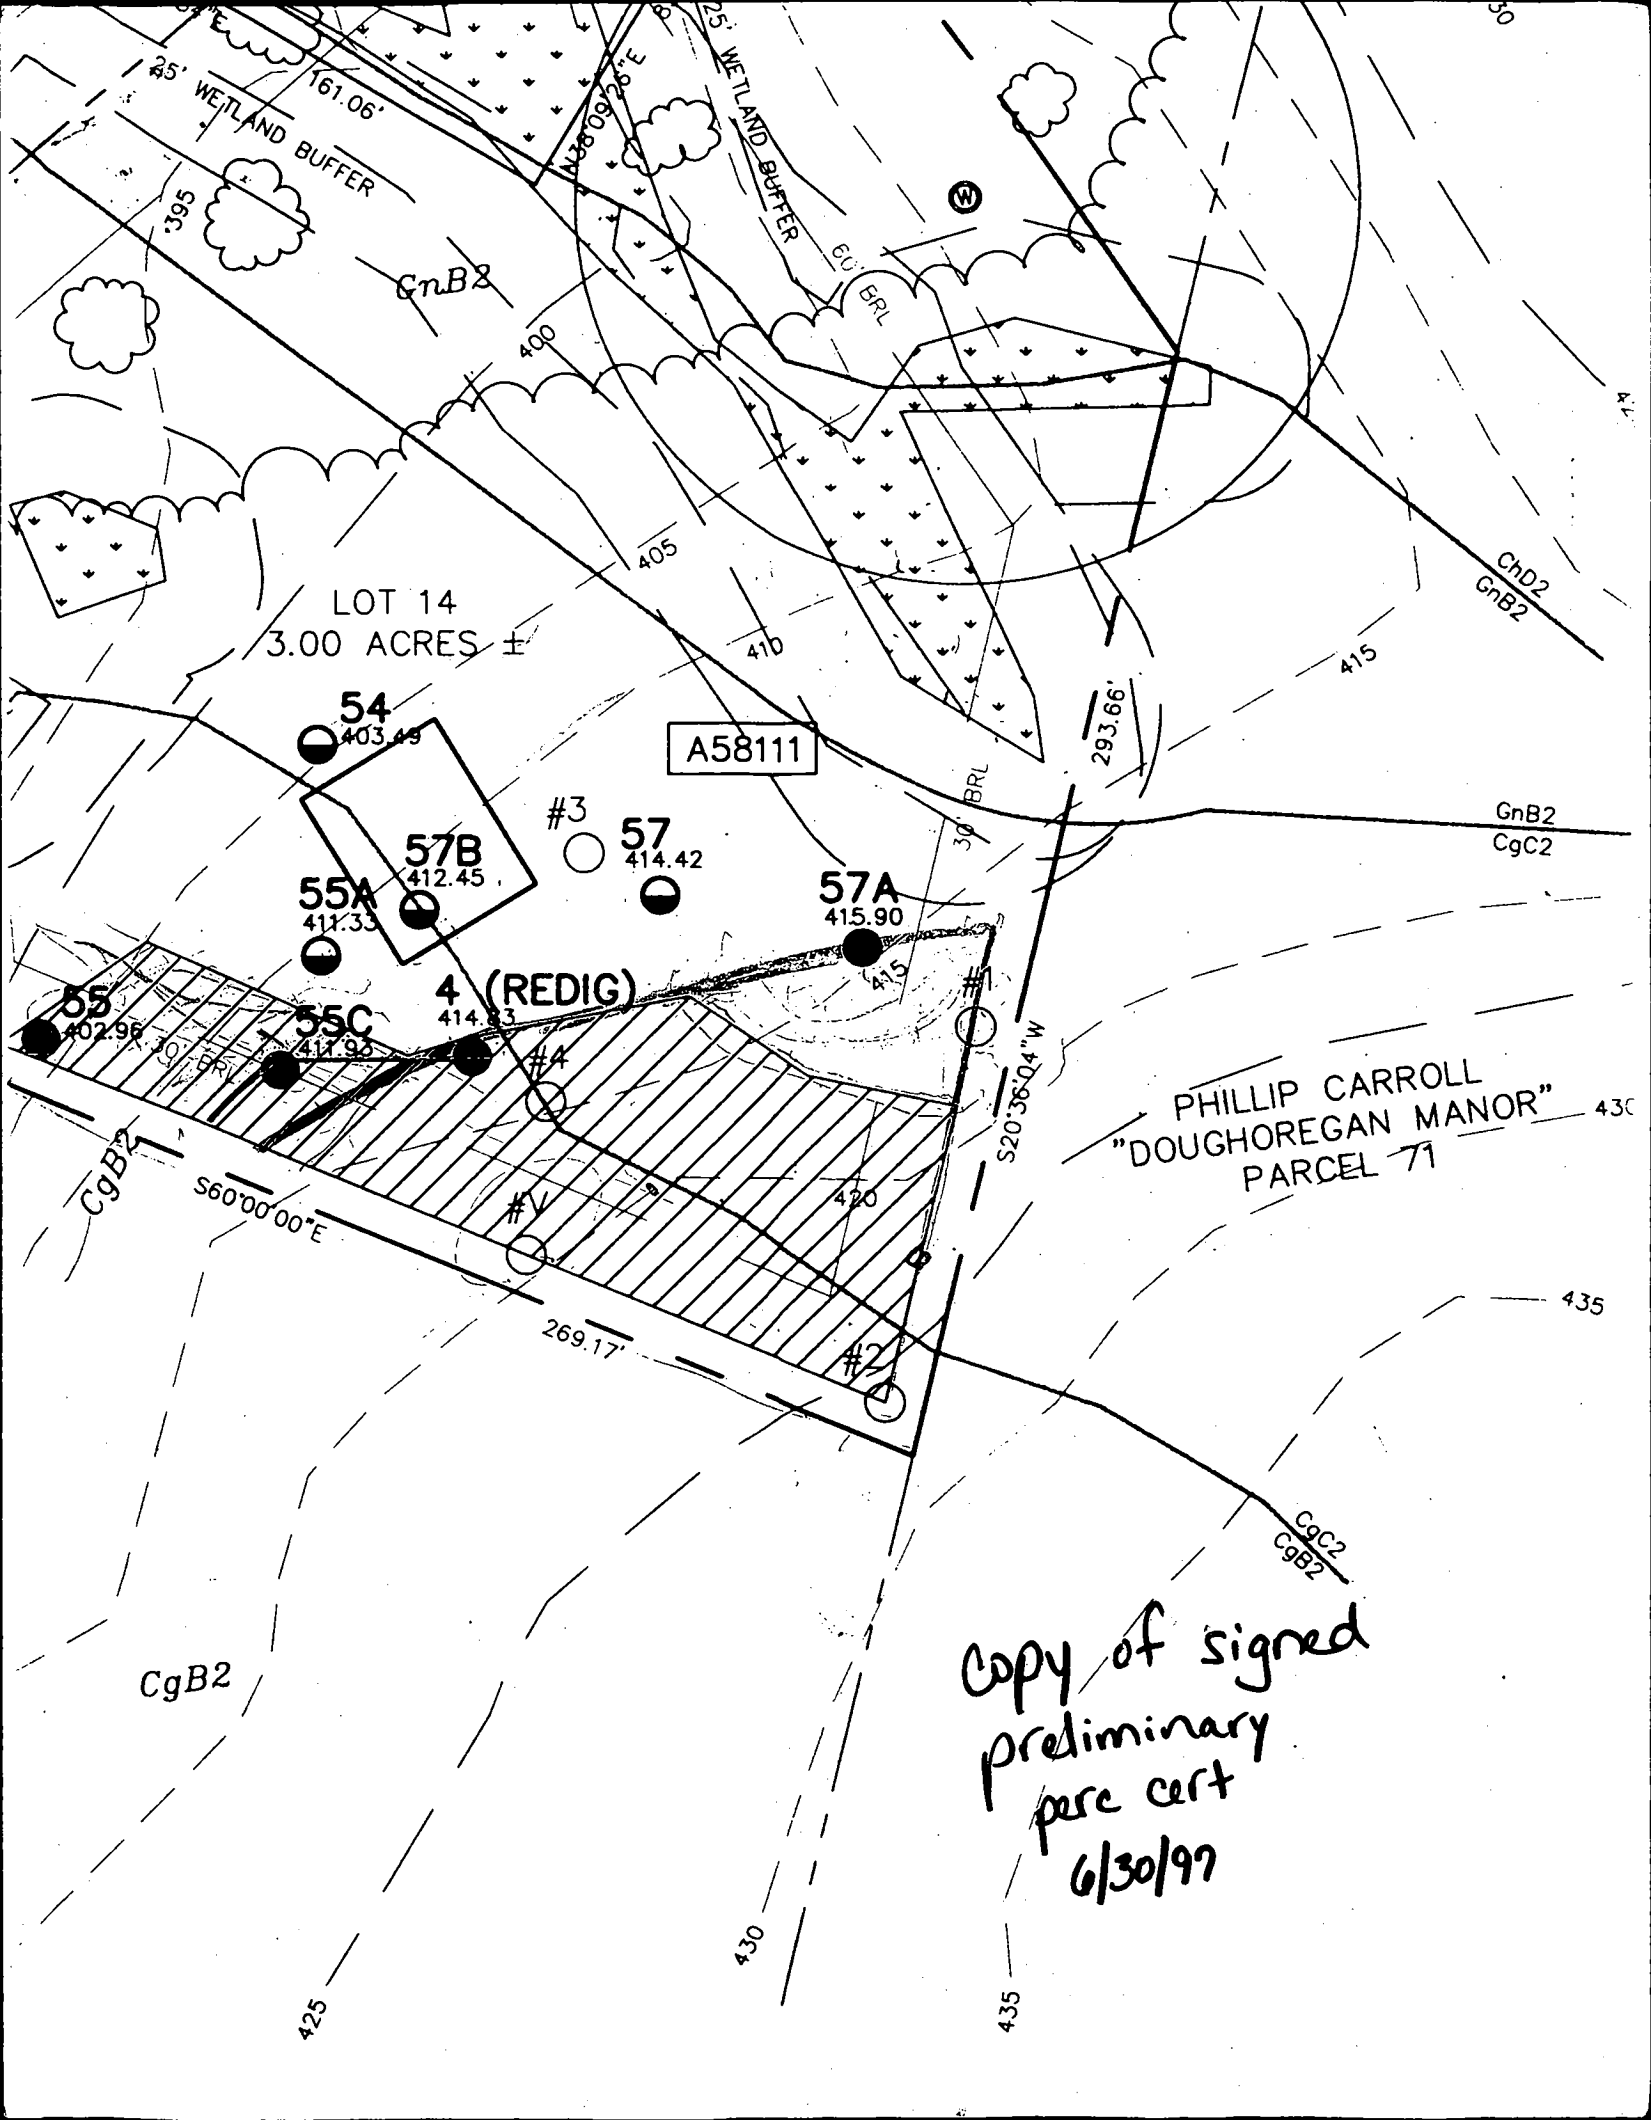 30
25' WETLAND BUFFER
161.06'
N38°09'26"E
25' WETLAND BUFFER
W
395
GnB2
60' BRL
400
405
ChD2
GnB2
LOT 14
3.00 ACRES ±
410
415
293.66'
54
403.49
A58111
30' BRL
GnB2
CgC2
#3
57
414.42
57B
412.45
55A
411.33
57A
415.90
415
#1
4 (REDIG)
414.83
55
402.96
55C
411.93
30' BRL
#4
S20°36'04"W
PHILLIP CARROLL
"DOUGHOREGAN MANOR"
PARCEL 71
430
CgB2
S60°00'00"E
420
269.17'
#2
435
CgC2
CgB2
CgB2
Copy of signed
preliminary
perc cert
6/30/97
430
425
435